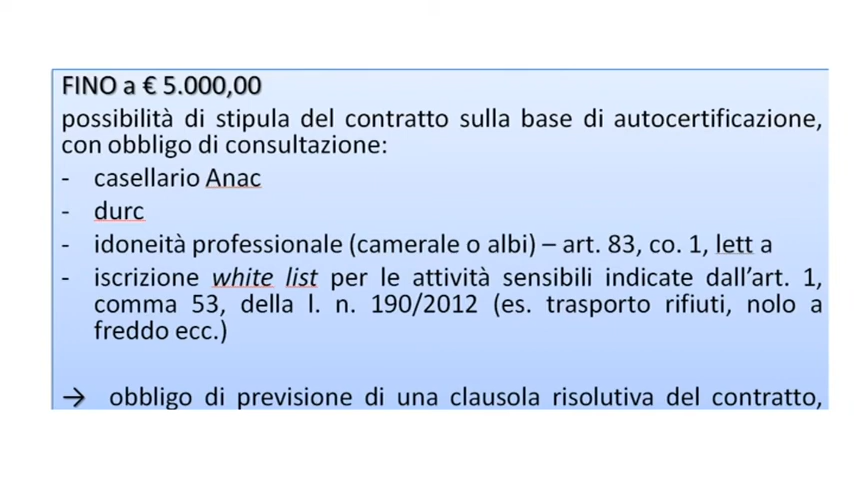 FINO a € 5.000,00
possibilità di stipula del contratto sulla base di autocertificazione,
con obbligo di consultazione:
- casellario Anac
- durc
- idoneità professionale (camerale o albi) – art. 83, co. 1, lett a
- iscrizione white list per le attività sensibili indicate dall'art. 1,
comma 53, della l. n. 190/2012 (es. trasporto rifiuti, nolo a
freddo ecc.)
→ obbligo di previsione di una clausola risolutiva del contratto,